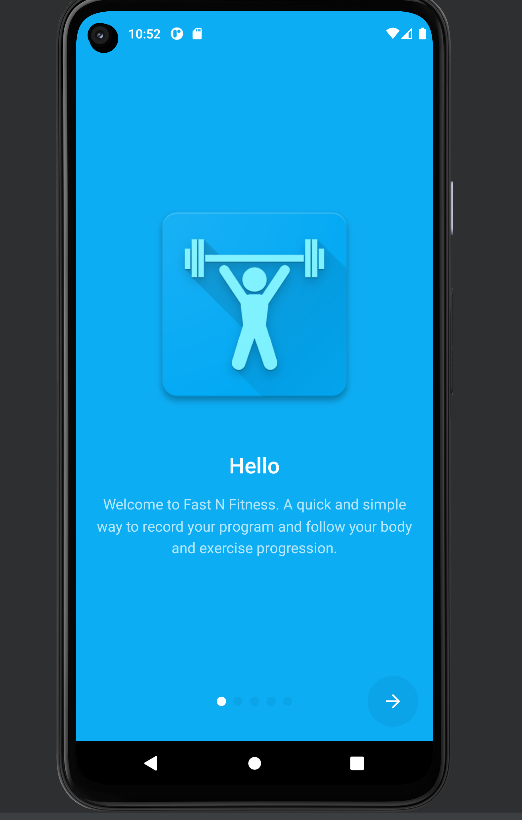 10:52
Hello
Welcome to Fast N Fitness. A quick and simple
way to record your program and follow your body
and exercise progression.